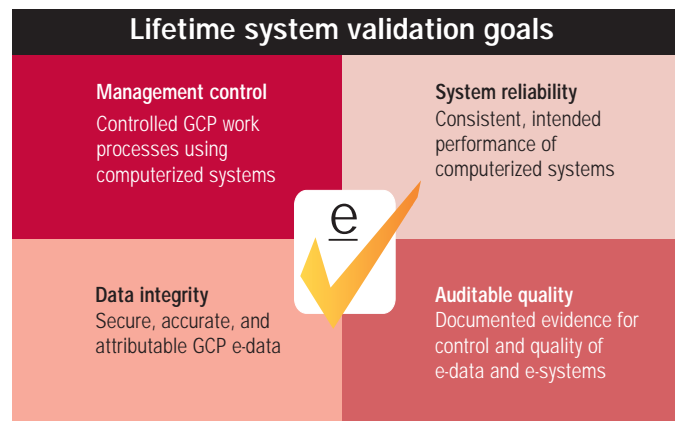 Lifetime system validation goals
Management control
Controlled GCP work
processes using
computerized systems
System reliability
Consistent, intended
performance of
computerized systems
e
Data integrity
Secure, accurate, and
attributable GCP e-data
Auditable quality
Documented evidence for
control and quality of
e-data and e-systems